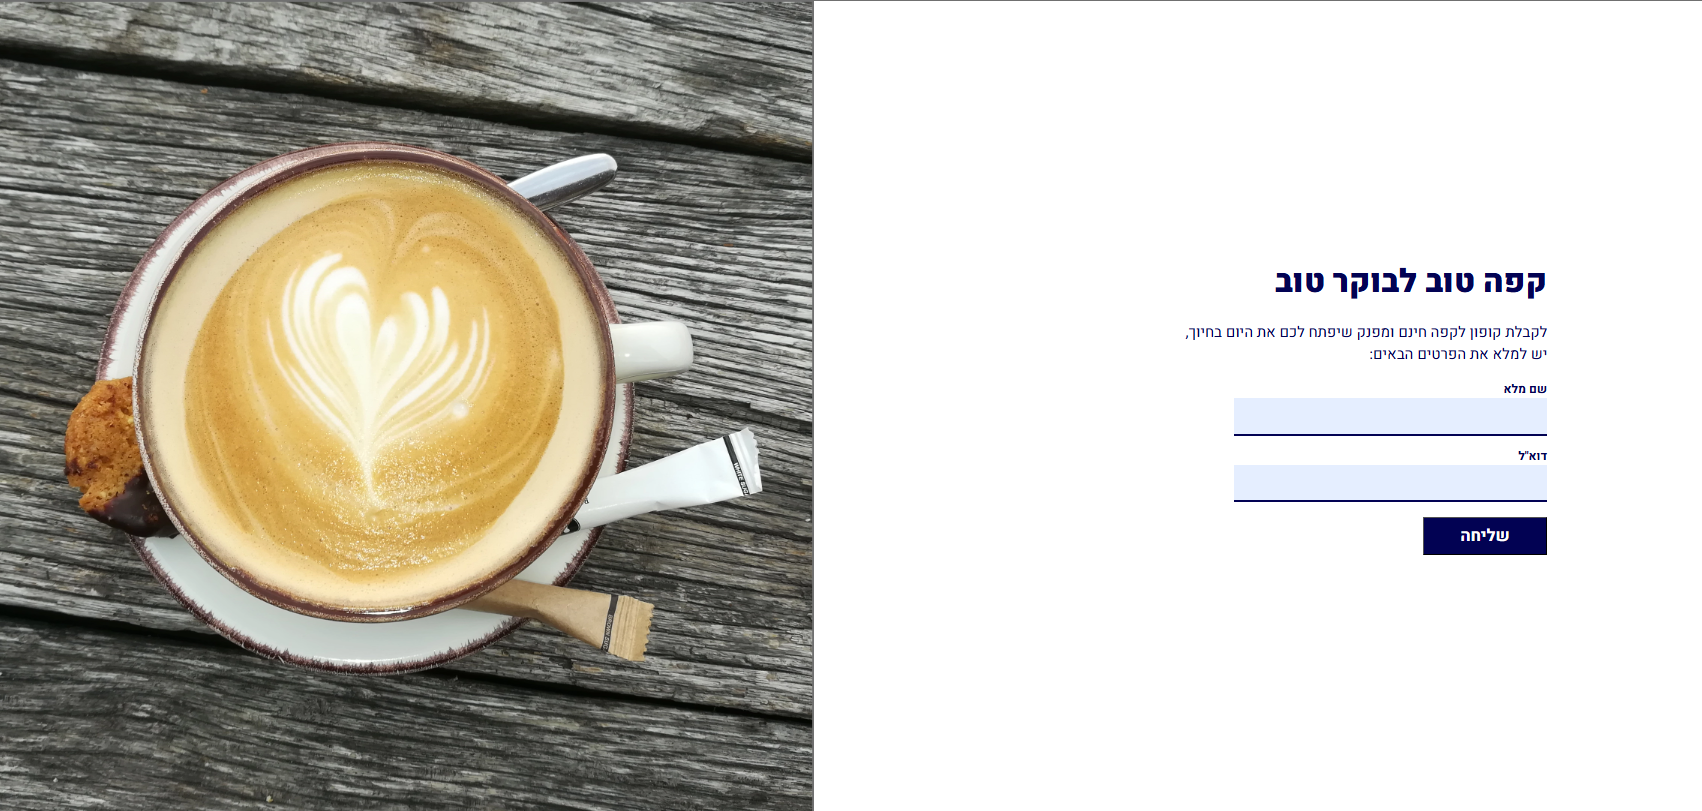 קפה טוב לבוקר טוב
לקבלת קופון לקפה חינם ומפנק שיפתח לכם את היום בחיוך,
יש למלא את הפרטים הבאים:
שם מלא
דוא"ל
שליחה